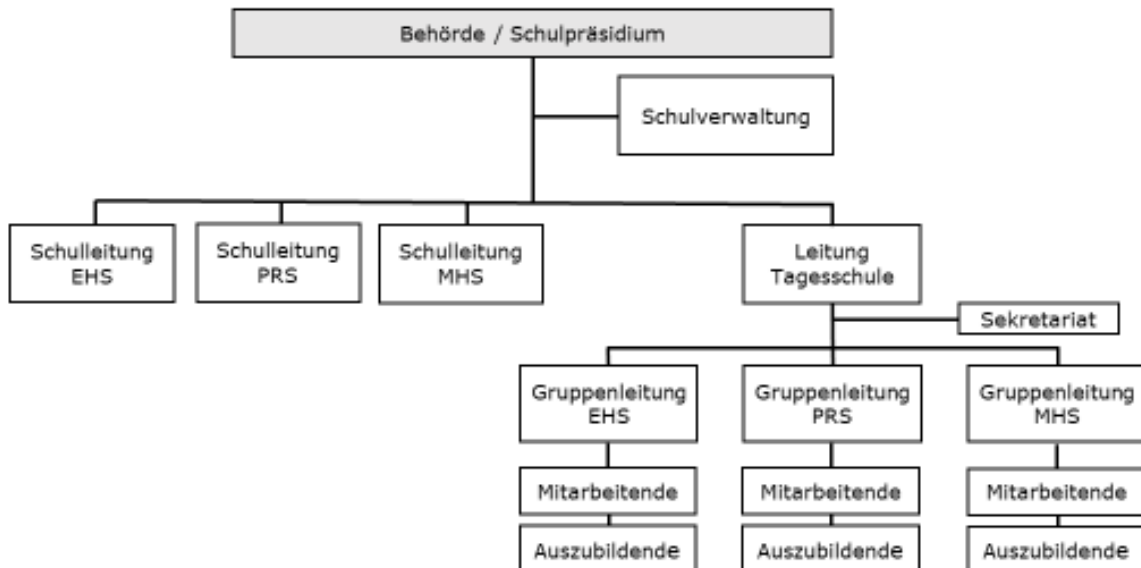 Behörde / Schulpräsidium
Schulverwaltung
Schulleitung
EHS
Schulleitung
PRS
Schulleitung
MHS
Leitung
Tagesschule
Sekretariat
Gruppenleitung
EHS
Gruppenleitung
PRS
Gruppenleitung
MHS
Mitarbeitende
Mitarbeitende
Mitarbeitende
Auszubildende
Auszubildende
Auszubildende